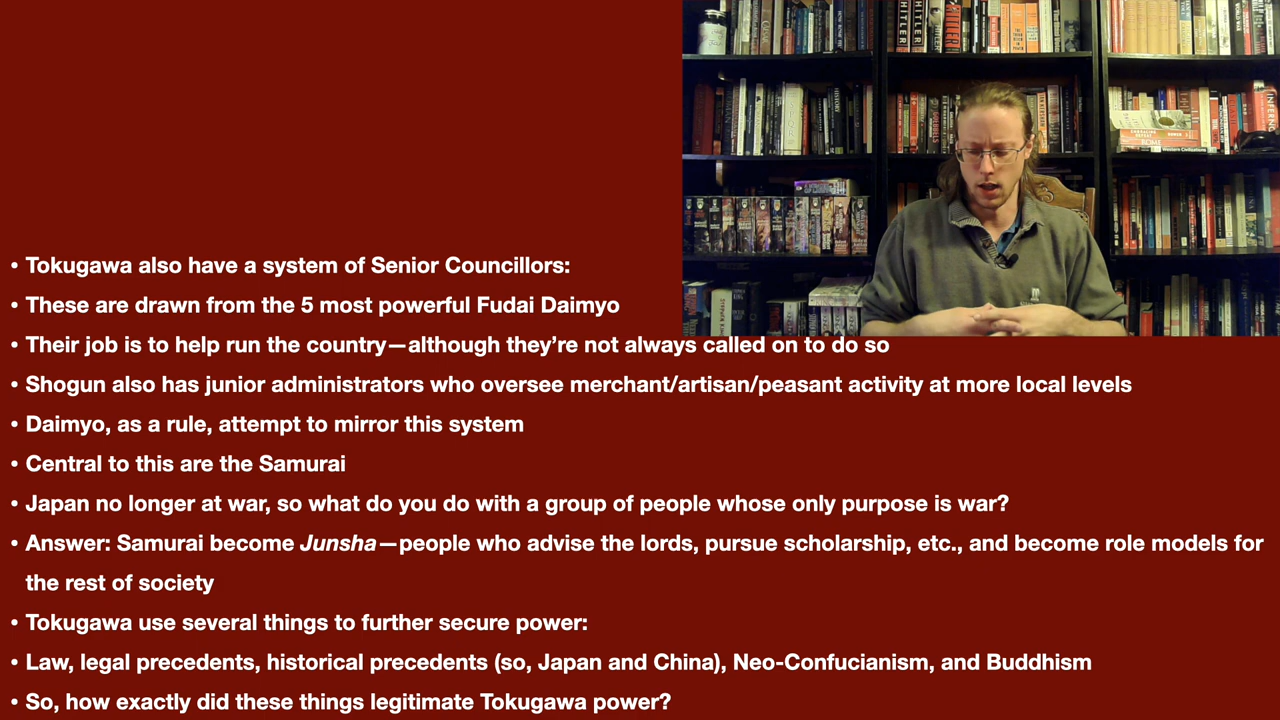 HITLER
HITLER
• Tokugawa also have a system of Senior Councillors:
• These are drawn from the 5 most powerful Fudai Daimyo
• Their job is to help run the country—although they're not always called on to do so
• Shogun also has junior administrators who oversee merchant/artisan/peasant activity at more local levels
• Daimyo, as a rule, attempt to mirror this system
• Central to this are the Samurai
• Japan no longer at war, so what do you do with a group of people whose only purpose is war?
• Answer: Samurai become Junsha—people who advise the lords, pursue scholarship, etc., and become role models for
the rest of society
• Tokugawa use several things to further secure power:
• Law, legal precedents, historical precedents (so, Japan and China), Neo-Confucianism, and Buddhism
• So, how exactly did these things legitimate Tokugawa power?